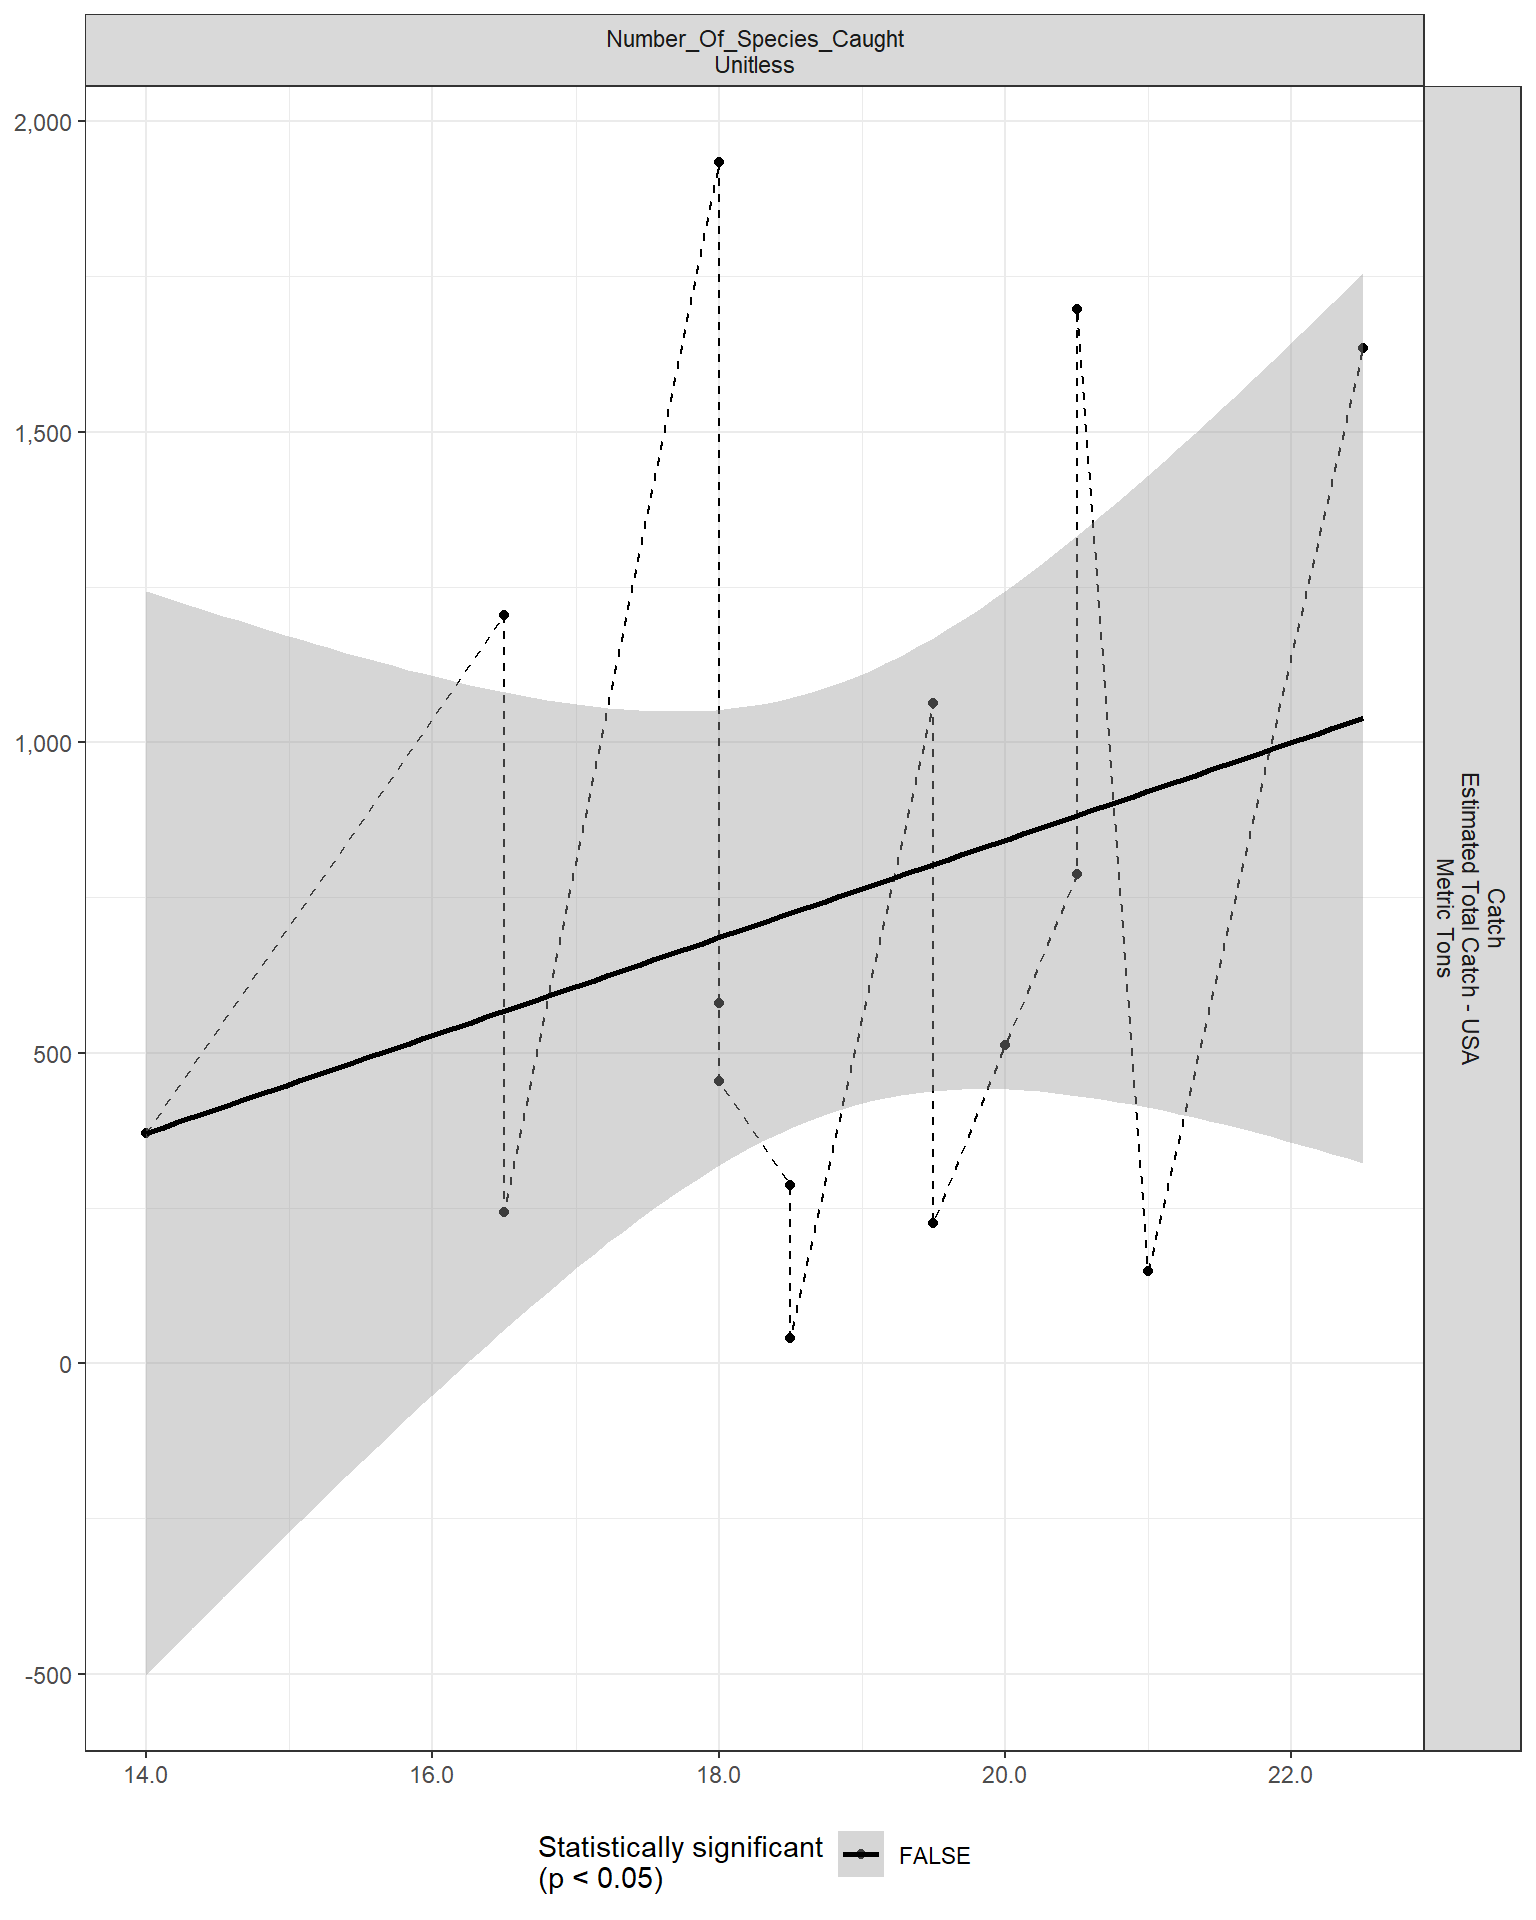 Number_Of_Species_Caught
Unitless
2,000
1,500
1,000
500
0
-500
Catch
Estimated Total Catch - USA
Metric Tons
14.0
16.0
18.0
20.0
22.0
Statistically significant
(p < 0.05)
FALSE